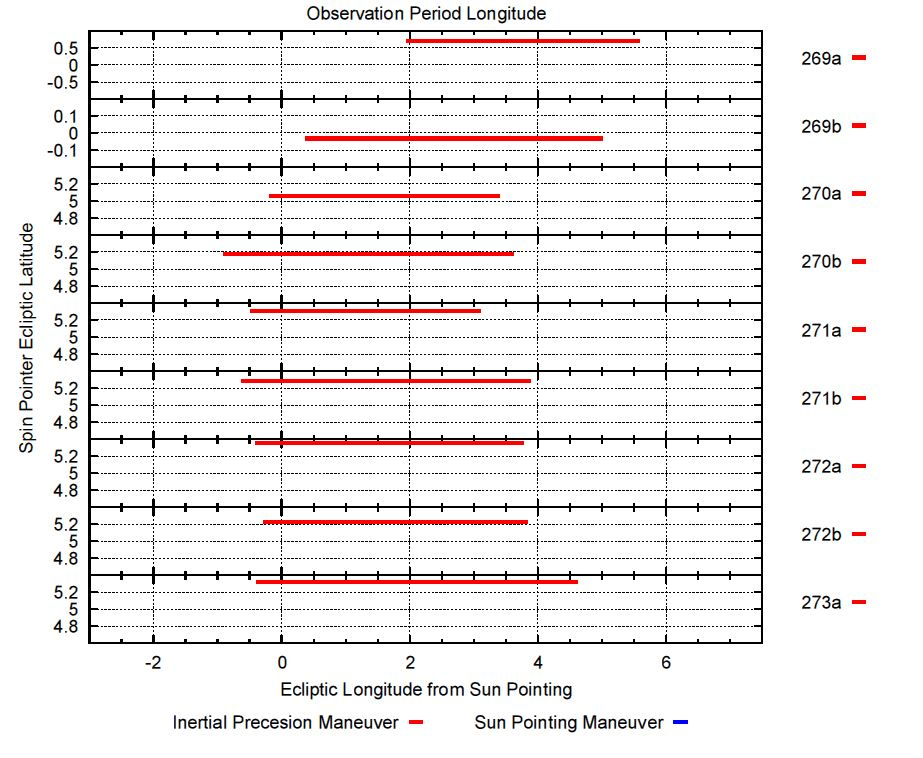 Observation Period Longitude
0.5
0
-0.5
269a
0.1
0
-0.1
269b
5.2
5
4.8
270a
5.2
5
4.8
270b
5.2
5
4.8
271a
5.2
5
4.8
271b
5.2
5
4.8
272a
5.2
5
4.8
272b
5.2
5
4.8
273a
Spin Pointer Ecliptic Latitude
-2 0 2 4 6
Ecliptic Longitude from Sun Pointing
Inertial Precesion Maneuver Sun Pointing Maneuver